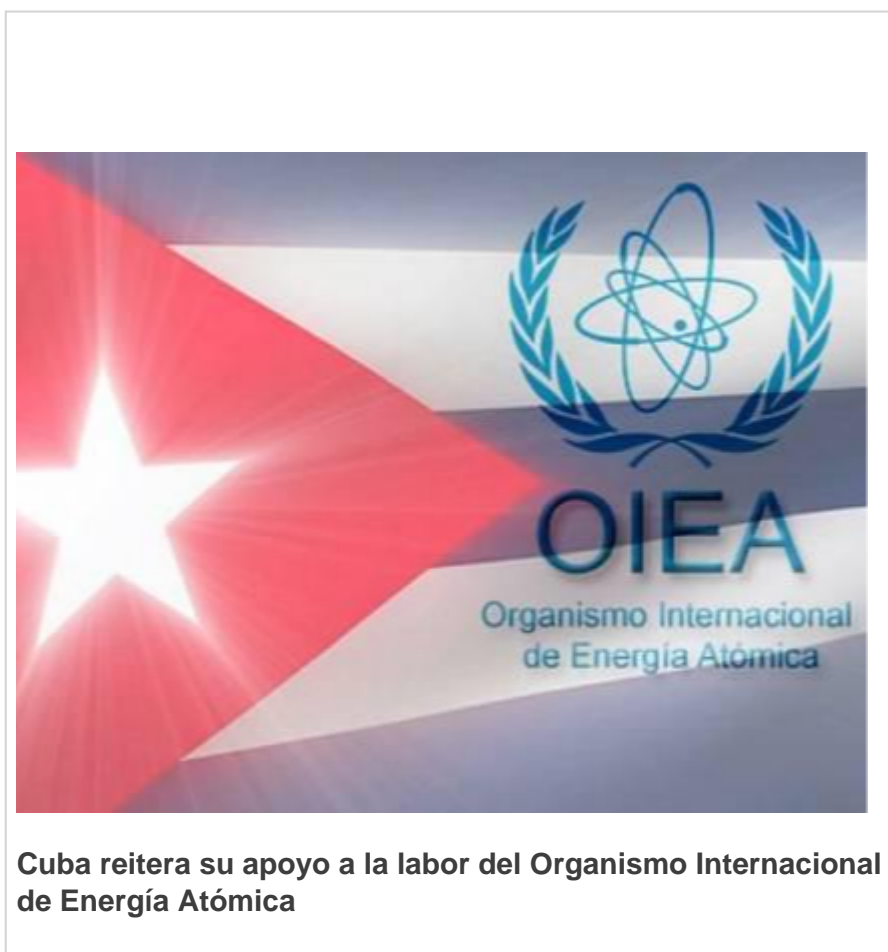 OIEA
Organismo Internacional
de Energía Atómica
Cuba reitera su apoyo a la labor del Organismo Internacional
de Energía Atómica